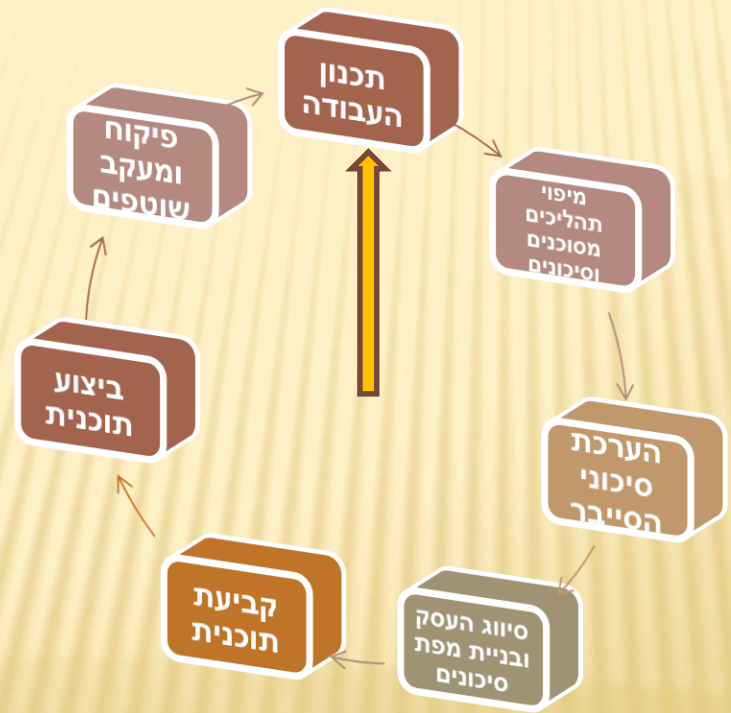 תכנון
העבודה
מיפוי
תהליכים
מסוכנים
וסיכונים
הערכת
סיכוני
הסייבר
סיווג העסק
ובניית מפת
סיכונים
קביעת
תוכנית
ביצוע
תוכנית
פיקוח
ומעקב
שוטפים